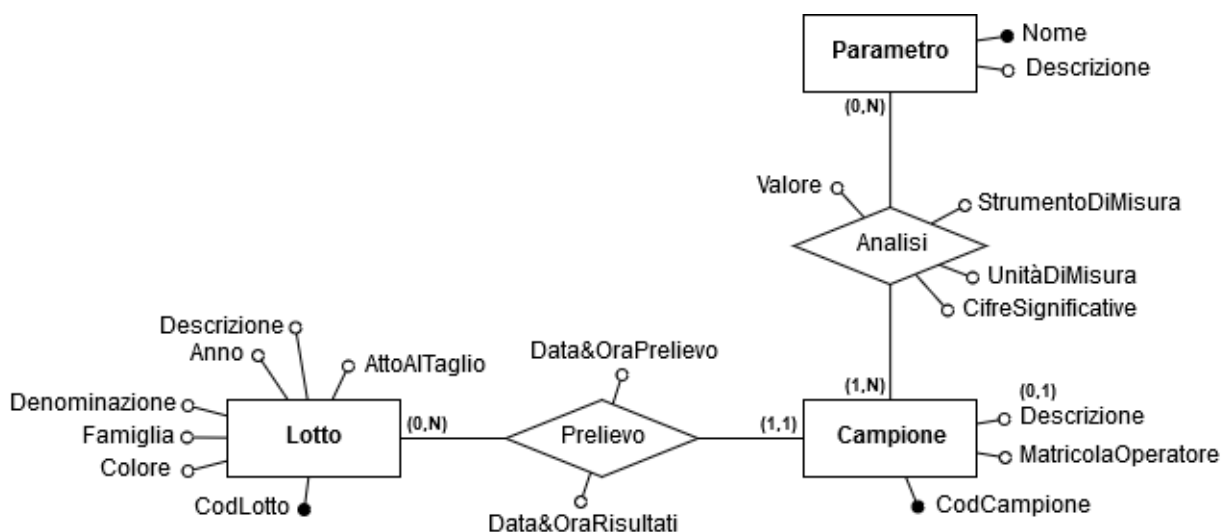 Parametro
Nome
Descrizione
(0,N)
Valore
StrumentoDiMisura
Analisi
UnitàDiMisura
CifreSignificative
Descrizione
Anno
AttoAlTaglio
Data&OraPrelievo
(1,N)
(0,1)
Denominazione
Famiglia
Colore
Lotto
(0,N)
Prelievo
(1,1)
Campione
Descrizione
MatricolaOperatore
CodLotto
Data&OraRisultati
CodCampione